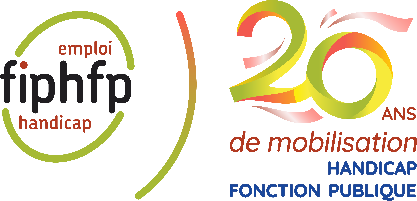 emploi
fiphfp
handicap
20
ANS
de mobilisation
HANDICAP
FONCTION PUBLIQUE